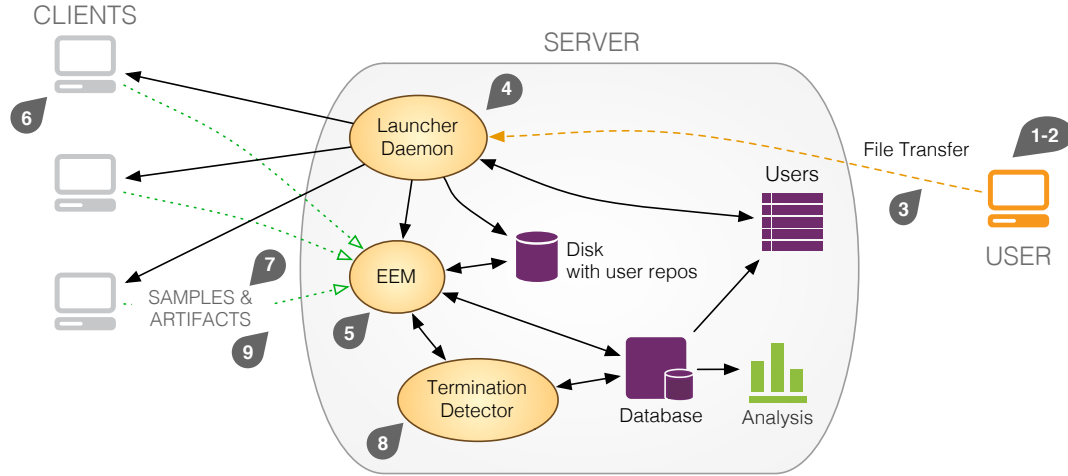 CLIENTS
SERVER
4
6
Launcher
Daemon
1-2
File Transfer
Users
3
USER
7
EEM
Disk
with user repos
SAMPLES &
ARTIFACTS
5
9
Termination
Detector
Database
Analysis
8